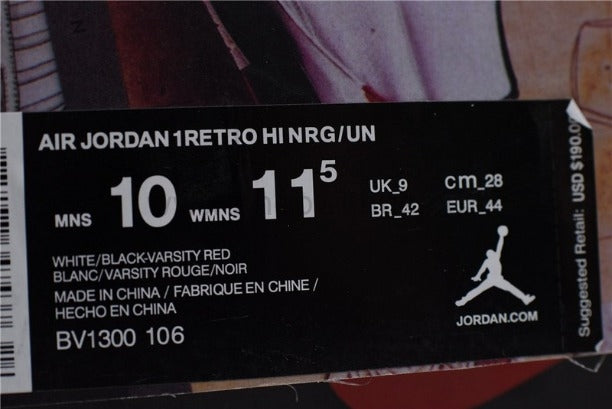 AIR JORDAN 1RETRO HI NRG/UN
MNS 10 WMNS 11⁵
UK_9 cm_28
BR_42 EUR_44
WHITE/BLACK-VARSITY RED
BLANC/VARSITY ROUGE/NOIR
MADE IN CHINA / FABRIQUE EN CHINE /
HECHO EN CHINA
BV1300 106
JORDAN.COM
Suggested Retail: USD $190.0